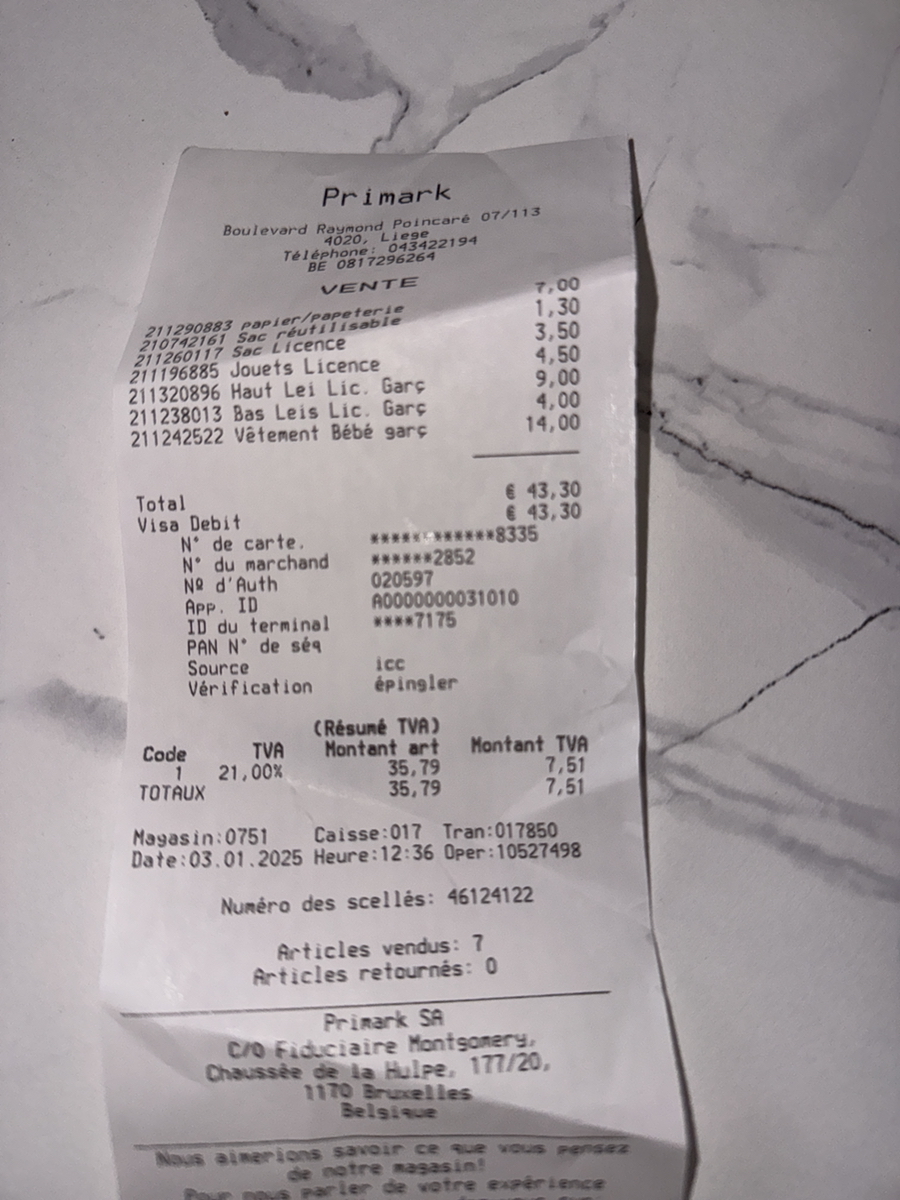 Primark
Boulevard Raymond Poincaré 07/113
4020, Liege
Téléphone: 043422194
BE 0817296264
VENTE
211290883 papier/papeterie 7,00
210742161 Sac réutilisable 1,30
211260117 Sac Licence 3,50
211196885 Jouets Licence 4,50
211320896 Haut Lei Lic. Garç 9,00
211238013 Bas Leis Lic. Garç 4,00
211242522 Vêtement Bébé garç 14,00
Total € 43,30
Visa Debit € 43,30
N° de carte. ************8335
N° du marchand ******2852
Nº d'Auth 020597
App. ID A0000000031010
ID du terminal ****7175
PAN N° de séq
Source icc
Vérification épingler
(Résumé TVA)
Code TVA Montant art Montant TVA
1 21,00% 35,79 7,51
TOTAUX 35,79 7,51
Magasin:0751 Caisse:017 Tran:017850
Date:03.01.2025 Heure:12:36 Oper:10527498
Numéro des scellés: 46124122
Articles vendus: 7
Articles retournés: 0
Primark SA
C/O Fiduciaire Montgomery,
Chaussée de la Hulpe, 177/20,
1170 Bruxelles
Belgique
Nous aimerions savoir ce que vous pensez
de notre magasin!
Pour nous parler de votre expérience